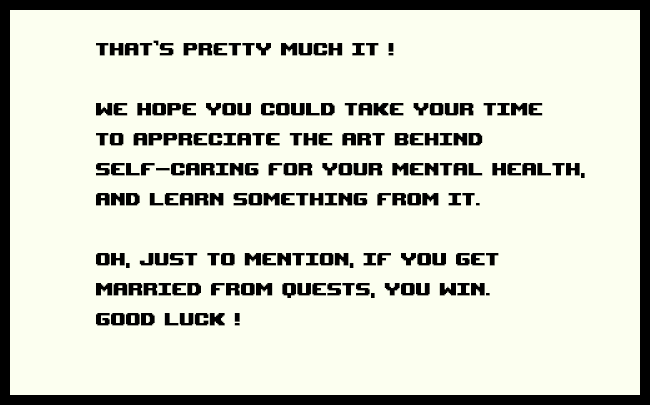 THAT'S PRETTY MUCH IT !
WE HOPE YOU COULD TAKE YOUR TIME
TO APPRECIATE THE ART BEHIND
SELF-CARING FOR YOUR MENTAL HEALTH,
AND LEARN SOMETHING FROM IT.
OH, JUST TO MENTION, IF YOU GET
MARRIED FROM QUESTS, YOU WIN.
GOOD LUCK !